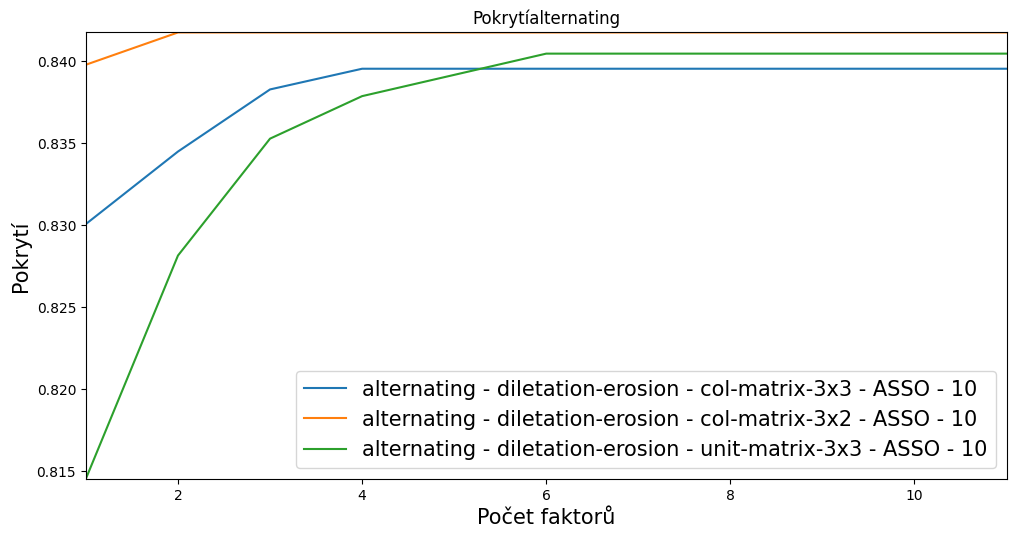 Pokrytíalternating
0.840
0.835
0.830
0.825
0.820
0.815
Pokrytí
alternating - diletation-erosion - col-matrix-3x3 - ASSO - 10
alternating - diletation-erosion - col-matrix-3x2 - ASSO - 10
alternating - diletation-erosion - unit-matrix-3x3 - ASSO - 10
2 4 6 8 10
Počet faktorů